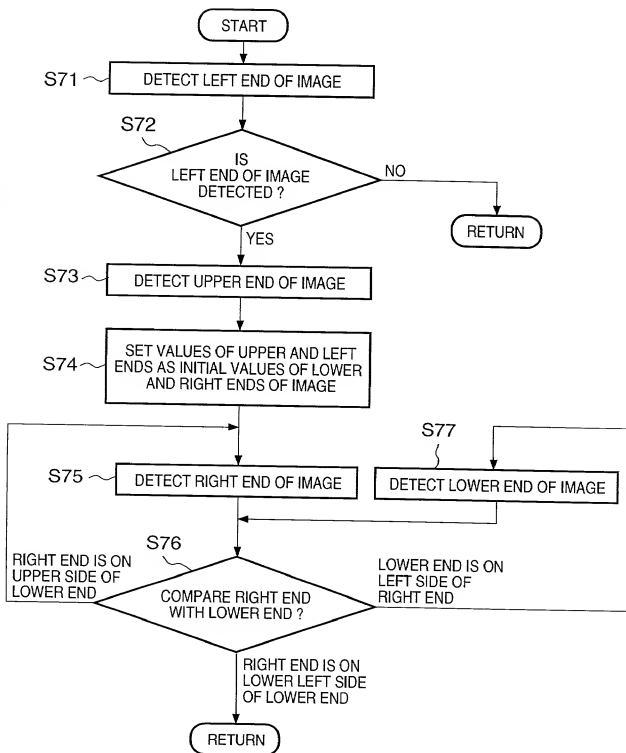 START
S71
DETECT LEFT END OF IMAGE
S72
IS
LEFT END OF IMAGE
DETECTED ?
NO
RETURN
YES
S73
DETECT UPPER END OF IMAGE
S74
SET VALUES OF UPPER AND LEFT
ENDS AS INITIAL VALUES OF LOWER
AND RIGHT ENDS OF IMAGE
S77
S75
DETECT RIGHT END OF IMAGE
DETECT LOWER END OF IMAGE
S76
RIGHT END IS ON
UPPER SIDE OF
LOWER END
COMPARE RIGHT END
WITH LOWER END ?
LOWER END IS ON
LEFT SIDE OF
RIGHT END
RIGHT END IS ON
LOWER LEFT SIDE
OF LOWER END
RETURN